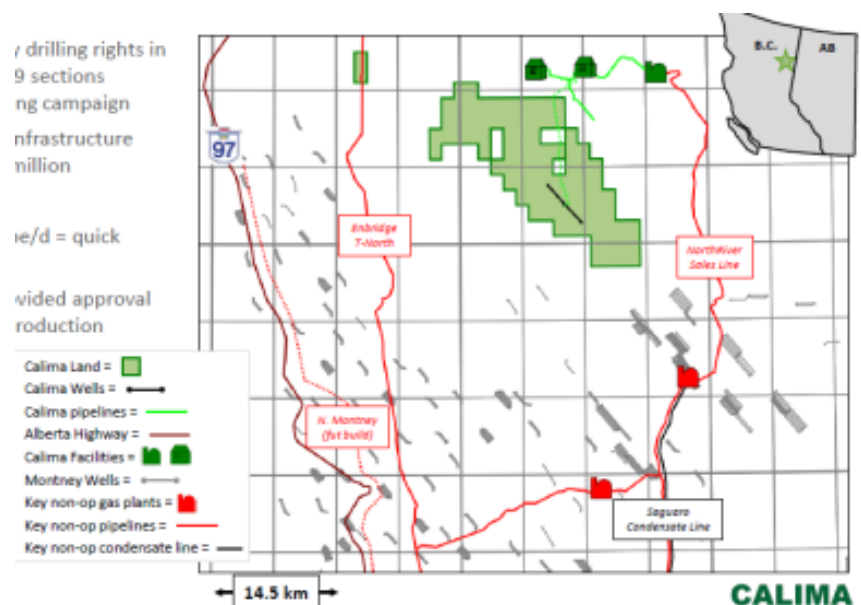 y drilling rights in
9 sections
ng campaign
nfrastructure
million
be/d = quick
vided approval
roduction
B.C.
AB
97
Enbridge
T-North
NorthRiver
Sales Line
N. Montney
(fut build)
Saguaro
Condensate Line
Calima Land =
Calima Wells =
Calima pipelines =
Alberta Highway =
Calima Facilities =
Montney Wells =
Key non-op gas plants =
Key non-op pipelines =
Key non-op condensate line =
14.5 km
CALIMA